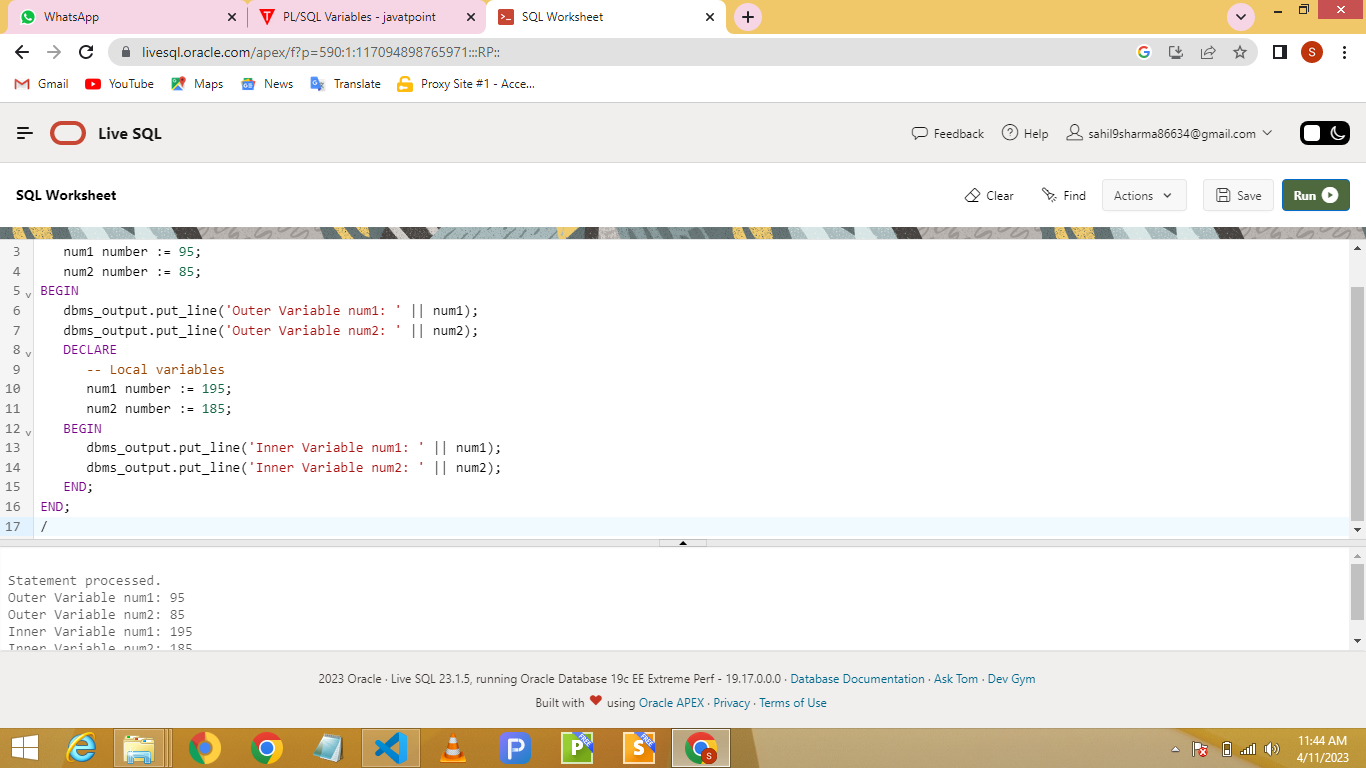 WhatsApp
PL/SQL Variables - javatpoint
SQL Worksheet
livesql.oracle.com/apex/f?p=590:1:117094898765971:::RP::
S
Gmail
YouTube
Maps
News
Translate
Proxy Site #1 - Acce...
Live SQL
Feedback
Help
sahil9sharma86634@gmail.com
SQL Worksheet
Clear
Find
Actions
Save
Run
3 num1 number := 95;
4 num2 number := 85;
5 BEGIN
6 dbms_output.put_line('Outer Variable num1: ' || num1);
7 dbms_output.put_line('Outer Variable num2: ' || num2);
8 DECLARE
9 -- Local variables
10 num1 number := 195;
11 num2 number := 185;
12 BEGIN
13 dbms_output.put_line('Inner Variable num1: ' || num1);
14 dbms_output.put_line('Inner Variable num2: ' || num2);
15 END;
16 END;
17 /
Statement processed.
Outer Variable num1: 95
Outer Variable num2: 85
Inner Variable num1: 195
Inner Variable num2: 185
2023 Oracle · Live SQL 23.1.5, running Oracle Database 19c EE Extreme Perf - 19.17.0.0.0 · Database Documentation · Ask Tom · Dev Gym
Built with ❤ using Oracle APEX · Privacy · Terms of Use
P
P FREE
S FREE
S
11:44 AM
4/11/2023